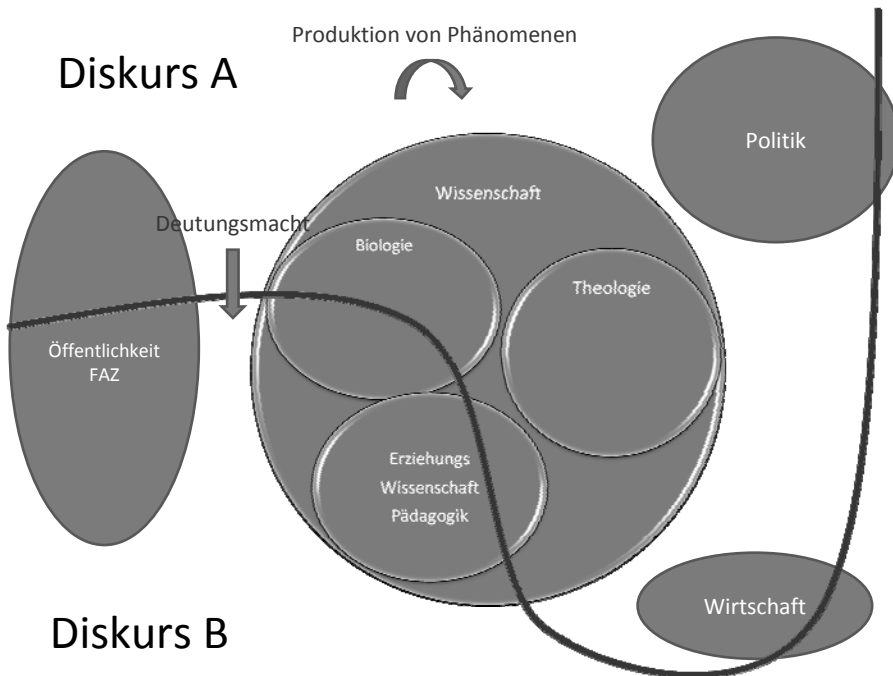 Produktion von Phänomenen
Diskurs A
Politik
Wissenschaft
Deutungsmacht
Biologie
Theologie
Öffentlichkeit
FAZ
Erziehungs
Wissenschaft
Pädagogik
Wirtschaft
Diskurs B